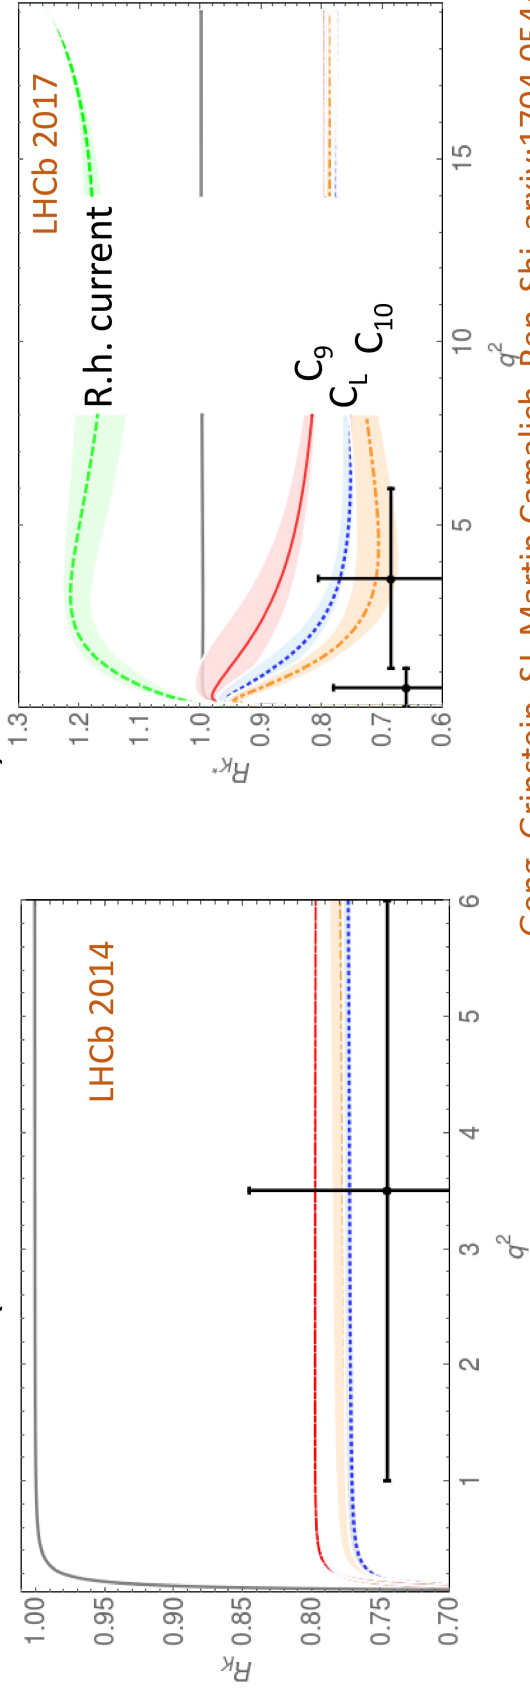 LHCb 2014
1.00
0.95
0.90
0.85
0.80
0.75
0.70
R_K
1 2 3 4 5 6
q²
LHCb 2017
R.h. current
C₉
C_L
C₁₀
1.3
1.2
1.1
1.0
0.9
0.8
0.7
0.6
R_K*
5 10 15
q²
Geng, Grinstein, SJ, Martin Camalich, Ren, Shi, arxiv:1704.054